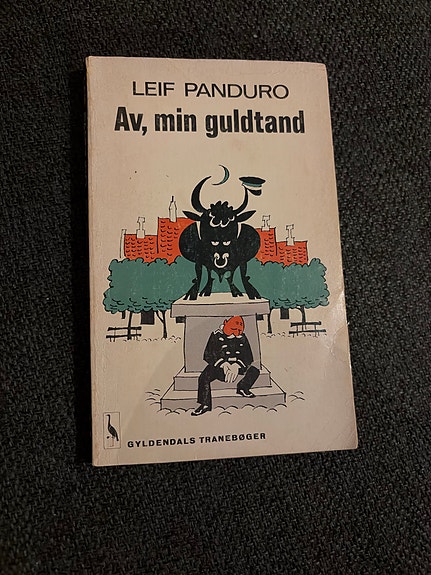 LEIF PANDURO
Av, min guldtand
GYLDENDALS TRANEBØGER